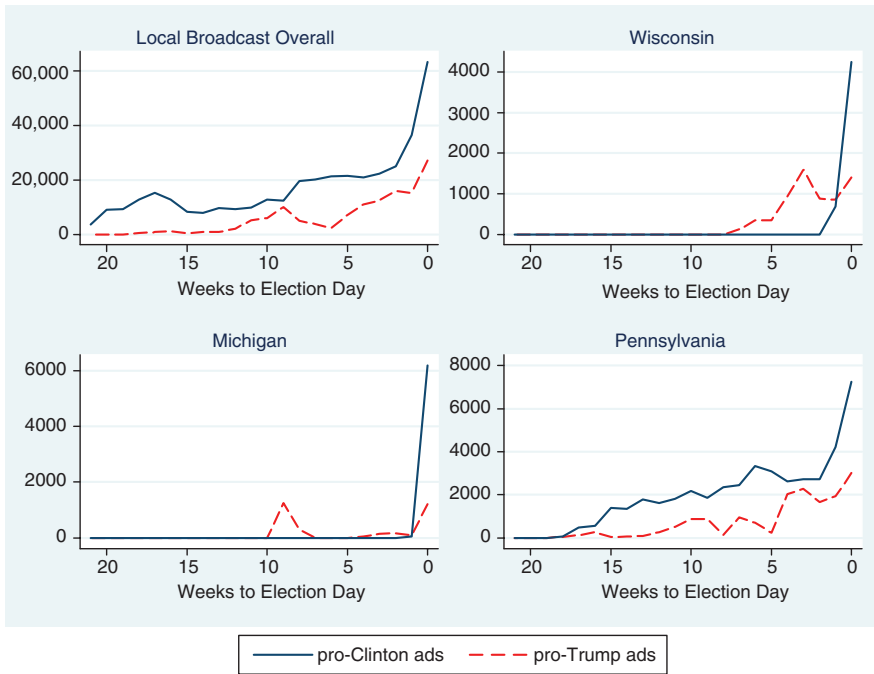 Local Broadcast Overall
60,000
40,000
20,000
0
20 15 10 5 0
Weeks to Election Day
Wisconsin
4000
3000
2000
1000
0
20 15 10 5 0
Weeks to Election Day
Michigan
6000
4000
2000
0
20 15 10 5 0
Weeks to Election Day
Pennsylvania
8000
6000
4000
2000
0
20 15 10 5 0
Weeks to Election Day
pro-Clinton ads pro-Trump ads